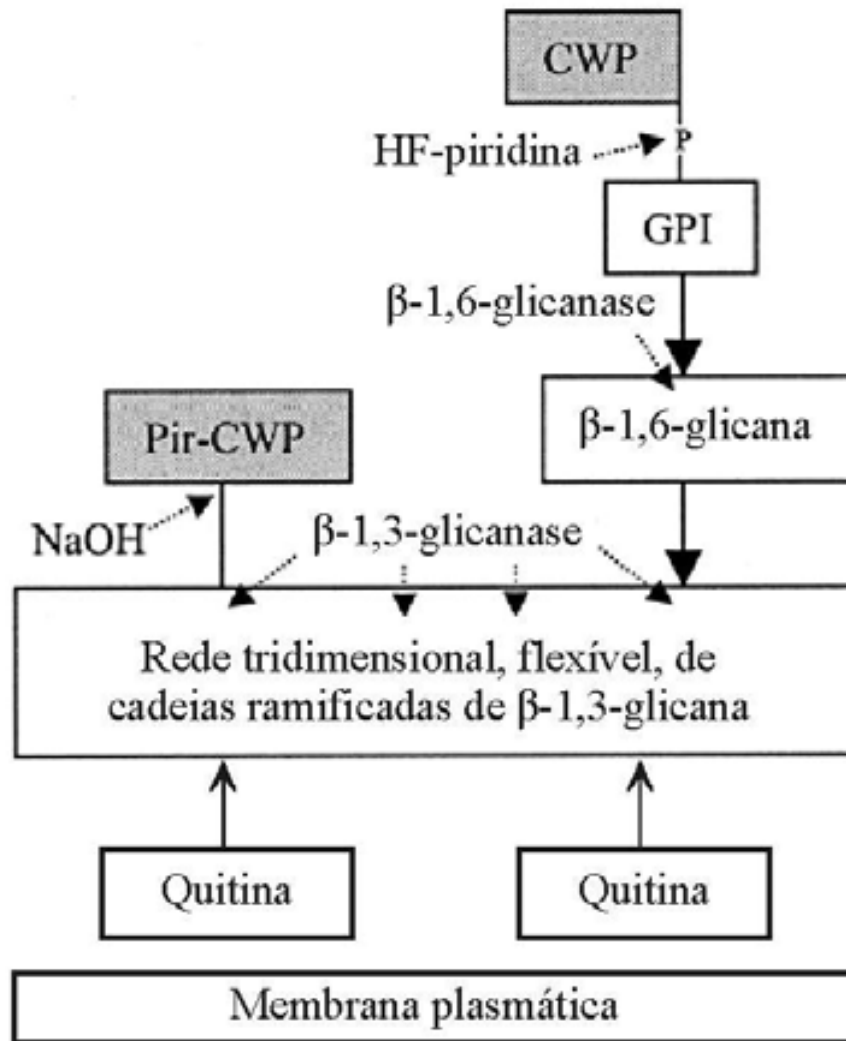 CWP
HF-piridina
P
GPI
β-1,6-glicanase
β-1,6-glicana
Pir-CWP
NaOH
β-1,3-glicanase
Rede tridimensional, flexível, de
cadeias ramificadas de β-1,3-glicana
Quitina
Quitina
Membrana plasmática